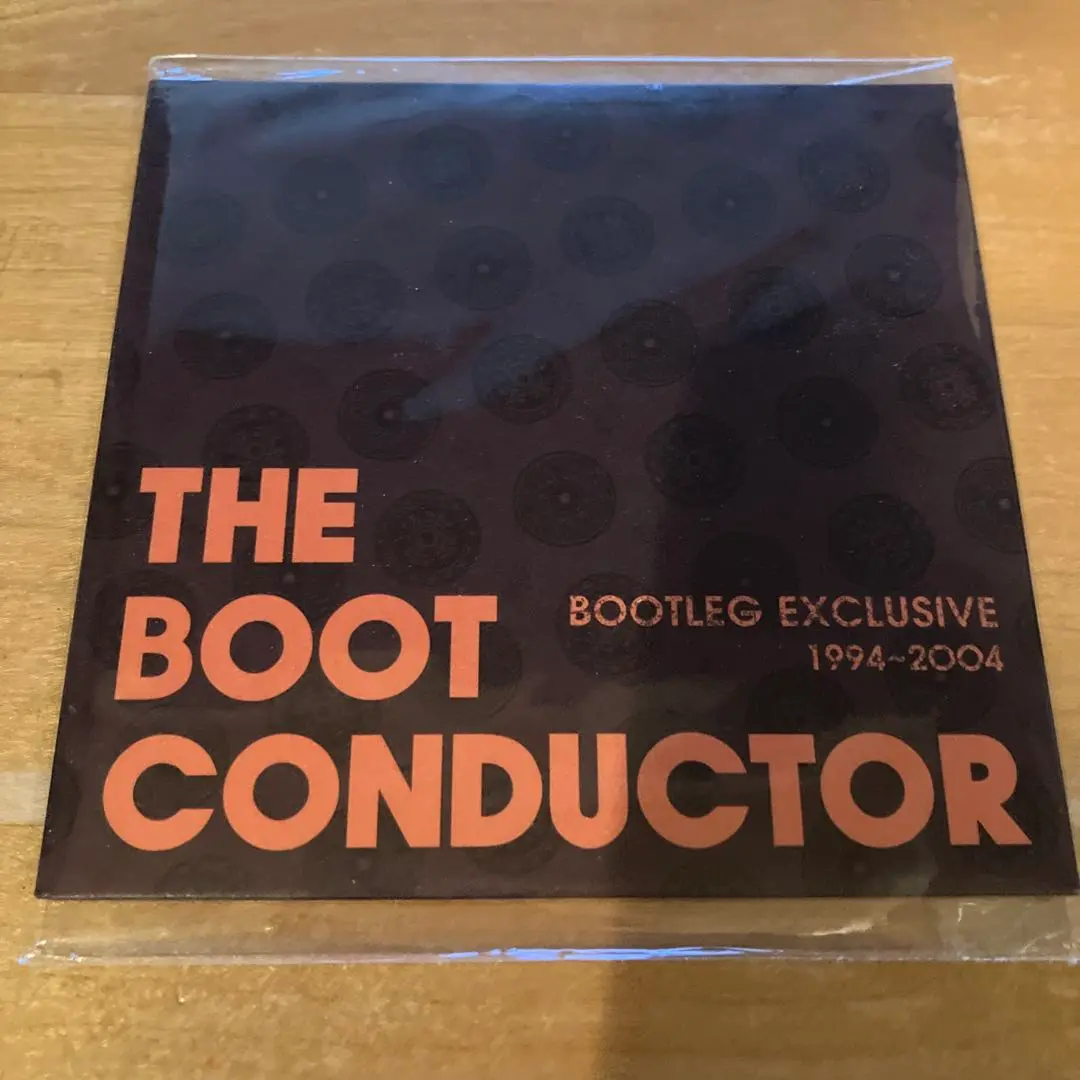 THE
BOOT
CONDUCTOR
BOOTLEG EXCLUSIVE
1994~2004